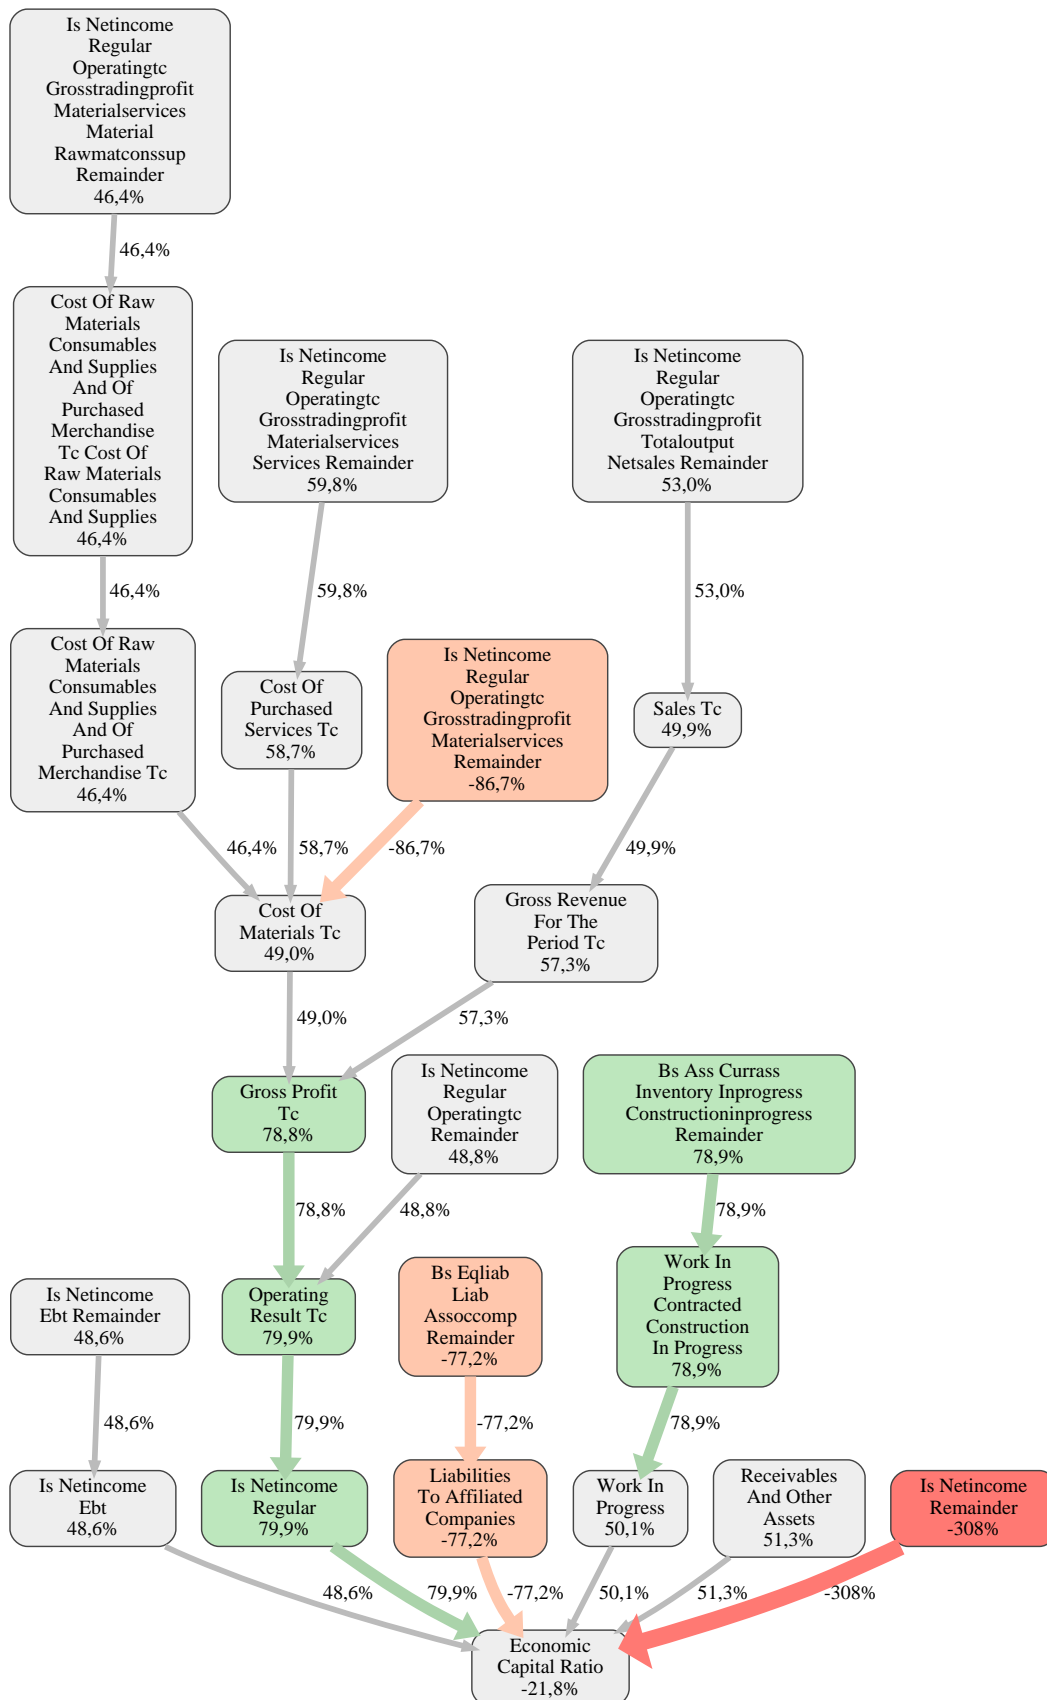 Is Netincome
Regular
Operatingtc
Grosstradingprofit
Materialservices
Material
Rawmatconssup
Remainder
46,4%
46,4%
Cost Of Raw
Materials
Consumables
And Supplies
And Of
Purchased
Merchandise
Tc Cost Of
Raw Materials
Consumables
And Supplies
46,4%
Is Netincome
Regular
Operatingtc
Grosstradingprofit
Materialservices
Services Remainder
59,8%
Is Netincome
Regular
Operatingtc
Grosstradingprofit
Totaloutput
Netsales Remainder
53,0%
46,4%
59,8%
53,0%
Cost Of Raw
Materials
Consumables
And Supplies
And Of
Purchased
Merchandise Tc
46,4%
Cost Of
Purchased
Services Tc
58,7%
Is Netincome
Regular
Operatingtc
Grosstradingprofit
Materialservices
Remainder
-86,7%
Sales Tc
49,9%
46,4%
58,7%
-86,7%
49,9%
Cost Of
Materials Tc
49,0%
Gross Revenue
For The
Period Tc
57,3%
49,0%
57,3%
Gross Profit
Tc
78,8%
Is Netincome
Regular
Operatingtc
Remainder
48,8%
Bs Ass Currass
Inventory Inprogress
Constructioninprogress
Remainder
78,9%
78,8%
48,8%
78,9%
Is Netincome
Ebt Remainder
48,6%
Operating
Result Tc
79,9%
Bs Eqliab
Liab
Assoccomp
Remainder
-77,2%
Work In
Progress
Contracted
Construction
In Progress
78,9%
48,6%
79,9%
-77,2%
78,9%
Is Netincome
Ebt
48,6%
Is Netincome
Regular
79,9%
Liabilities
To Affiliated
Companies
-77,2%
Work In
Progress
50,1%
Receivables
And Other
Assets
51,3%
Is Netincome
Remainder
-308%
48,6%
79,9%
-77,2%
50,1%
51,3%
-308%
Economic
Capital Ratio
-21,8%